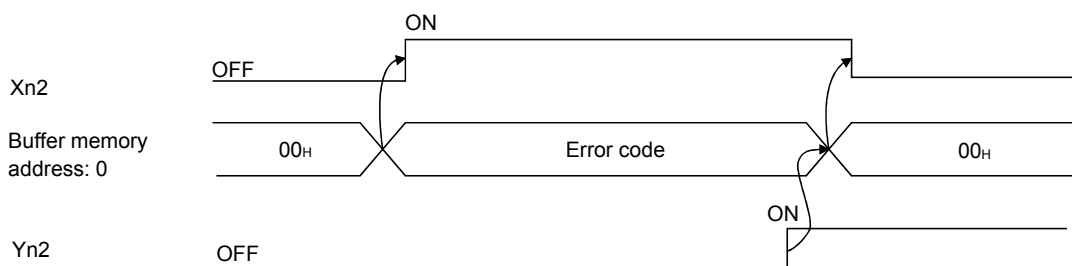 ON
OFF
Xn2
Buffer memory
address: 0
00H
Error code
00H
ON
Yn2
OFF